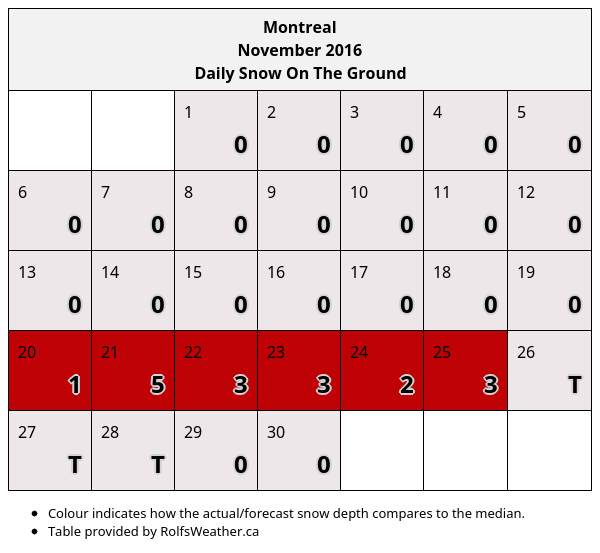 Montreal
November 2016
Daily Snow On The Ground
1 2 3 4 5
0 0 0 0 0
6 7 8 9 10 11 12
0 0 0 0 0 0 0
13 14 15 16 17 18 19
0 0 0 0 0 0 0
20 21 22 23 24 25 26
1 5 3 3 2 3 T
27 28 29 30
T T 0 0
• Colour indicates how the actual/forecast snow depth compares to the median.
• Table provided by RolfsWeather.ca